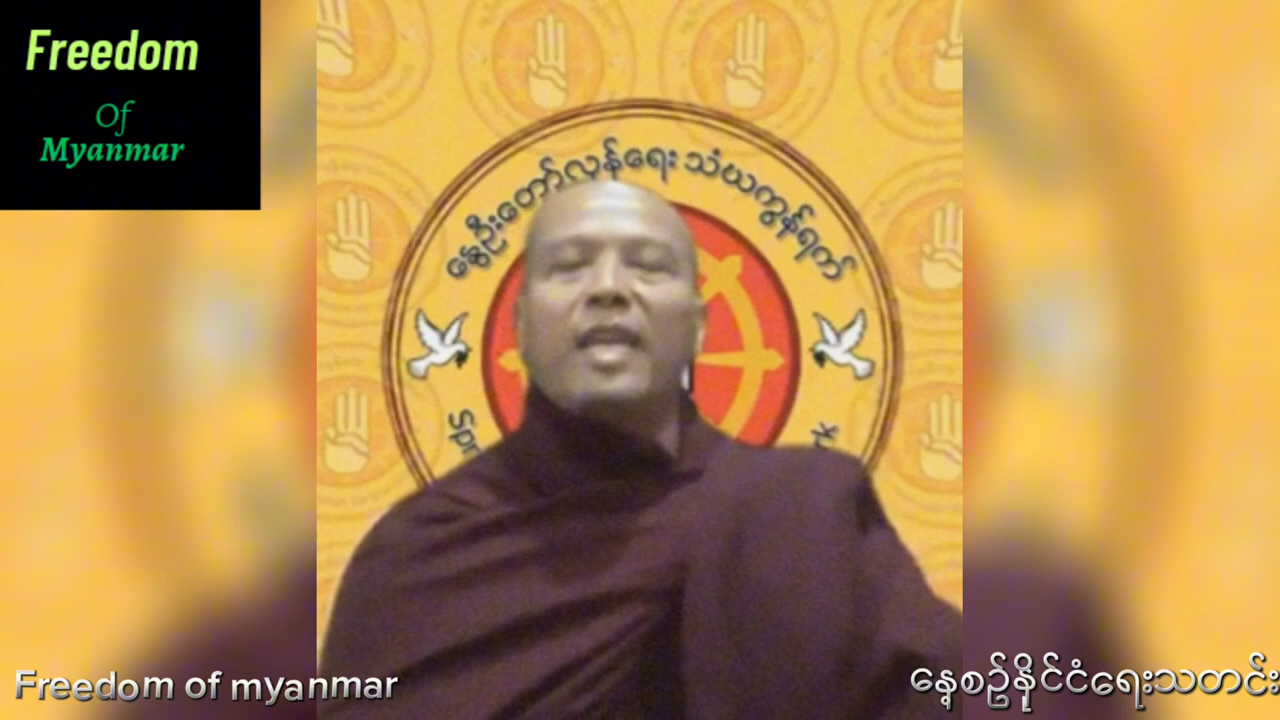 Freedom
Of
Myanmar
နွေဦးတော်လှန်ရေး သံဃကွန်ရက်
Freedom of myanmar
နေ့စဥ်နိုင်ငံရေးသတင်း